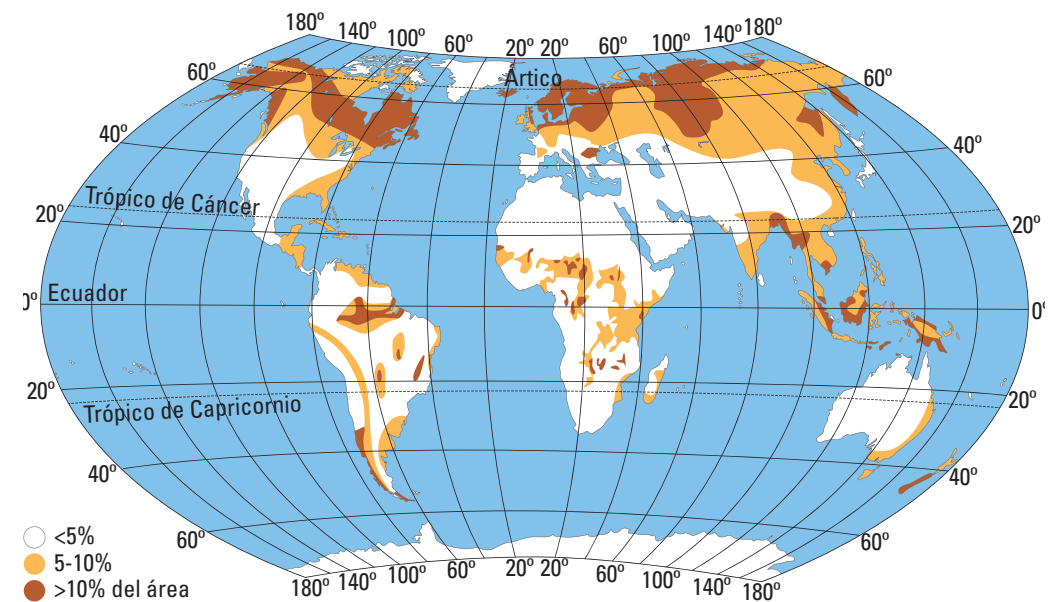 180º 140º 100º 60º 20º 20º 60º 100º 140º 180º
Ártico
60º 60º
40º 40º
Trópico de Cáncer
20º 20º
0º Ecuador 0º
20º 20º
Trópico de Capricornio
40º 40º
60º 60º
<5%
5-10%
>10% del área
180º 140º 100º 60º 20º 20º 60º 100º 140º 180º